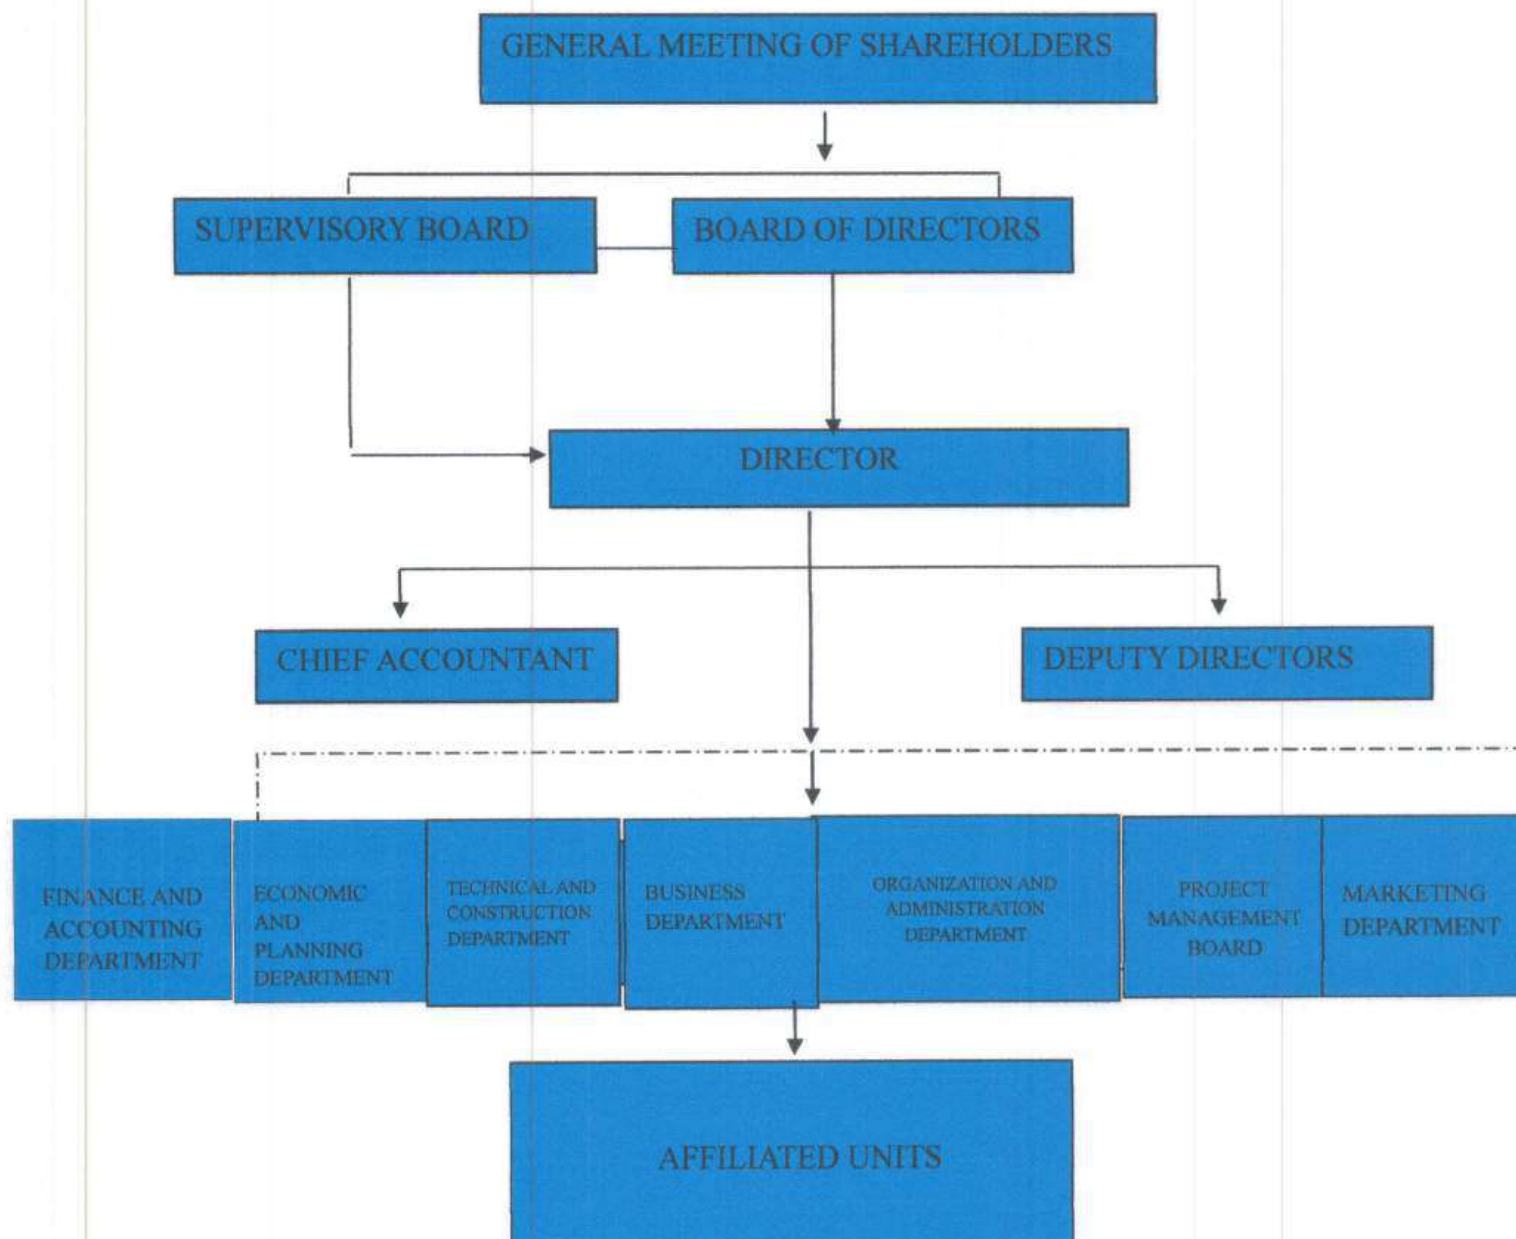 GENERAL MEETING OF SHAREHOLDERS
SUPERVISORY BOARD
BOARD OF DIRECTORS
DIRECTOR
CHIEF ACCOUNTANT
DEPUTY DIRECTORS
FINANCE AND
ACCOUNTING
DEPARTMENT
ECONOMIC
AND
PLANNING
DEPARTMENT
TECHNICAL AND
CONSTRUCTION
DEPARTMENT
BUSINESS
DEPARTMENT
ORGANIZATION AND
ADMINISTRATION
DEPARTMENT
PROJECT
MANAGEMENT
BOARD
MARKETING
DEPARTMENT
AFFILIATED UNITS